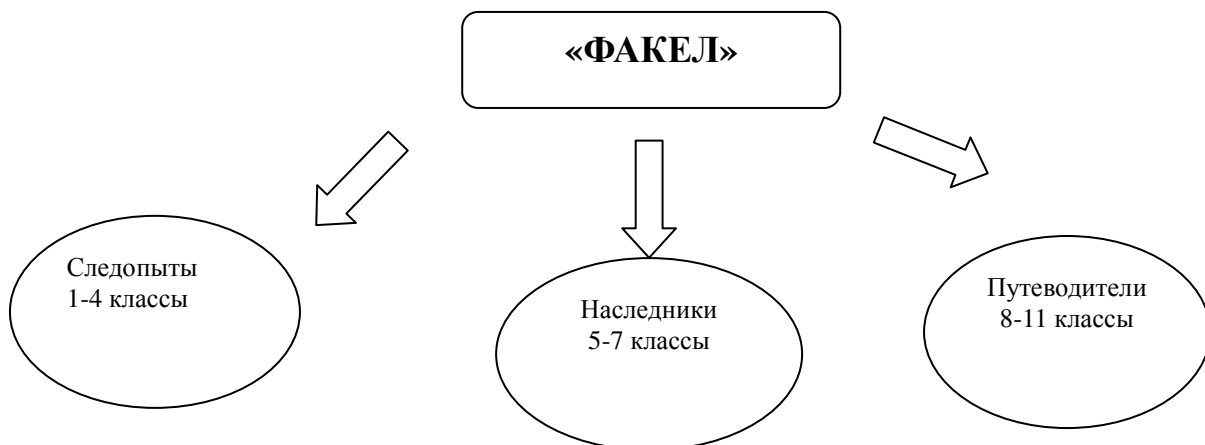 «ФАКЕЛ»
Следопыты
1-4 классы
Наследники
5-7 классы
Путеводители
8-11 классы